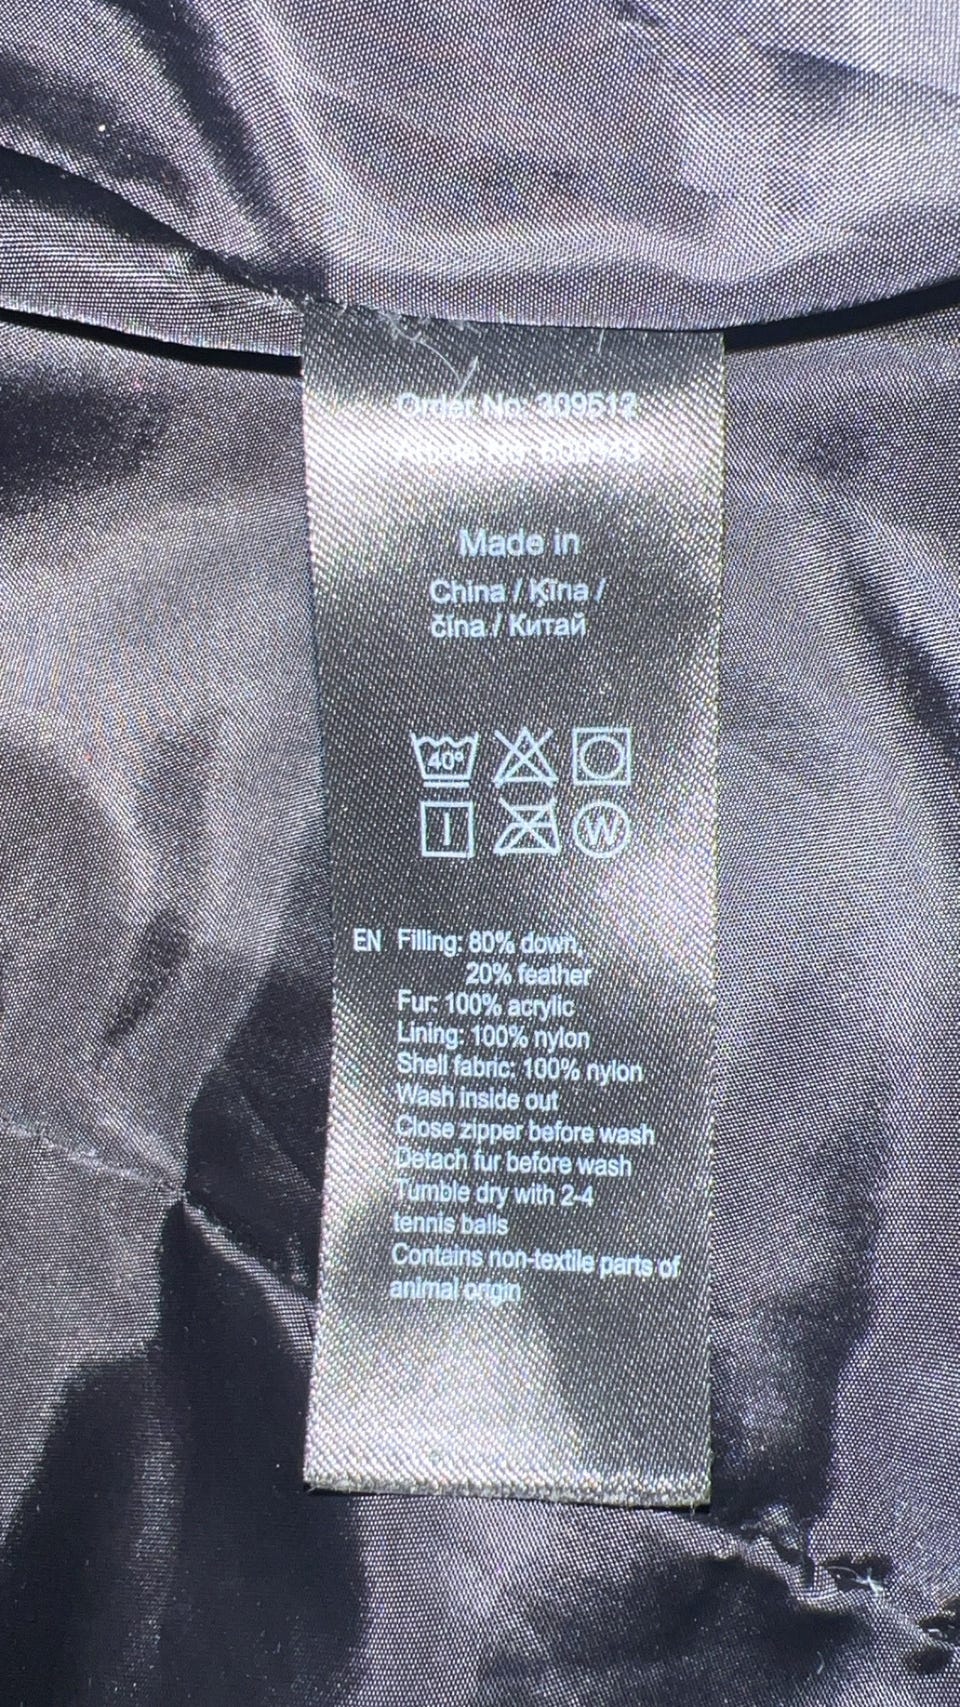 Order No: 309512
Made in
China / Ķīna /
čína / Китай
40°
W
EN Filling: 80% down,
20% feather
Fur: 100% acrylic
Lining: 100% nylon
Shell fabric: 100% nylon
Wash inside out
Close zipper before wash
Detach fur before wash
Tumble dry with 2-4
tennis balls
Contains non-textile parts of
animal origin